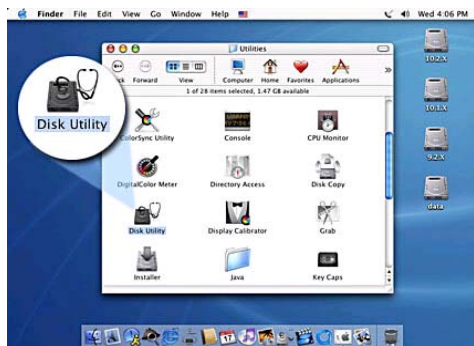 Finder File Edit View Go Window Help
Wed 4:06 PM
Utilities
Back Forward View Computer Home Favorites Applications
1 of 28 items selected, 1.47 GB available
Disk Utility
ColorSync Utility Console CPU Monitor
DigitalColor Meter Directory Access Disk Copy
Disk Utility Display Calibrator Grab
Installer Java Key Caps
10.2.X
10.1.X
9.2.X
data
17